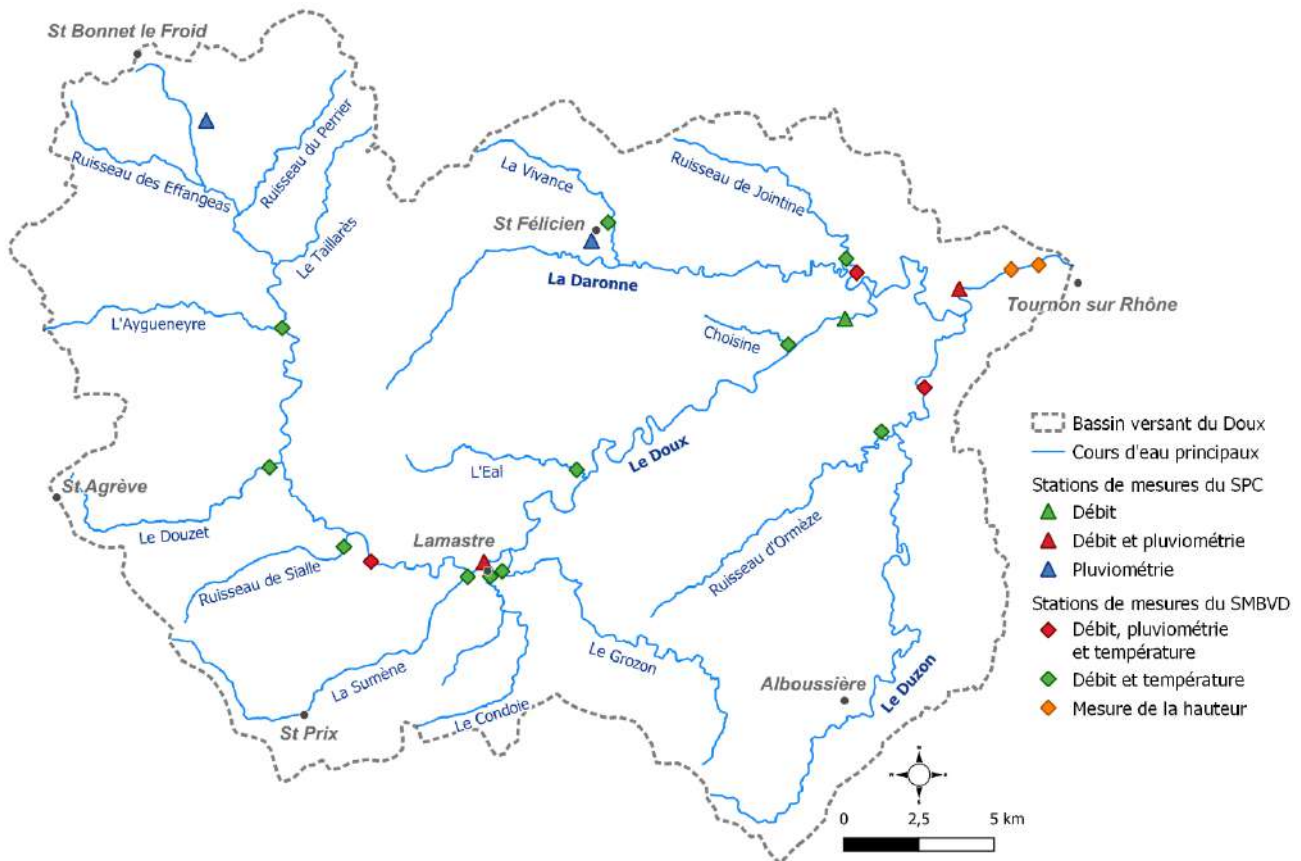 St Bonnet le Froid
Ruisseau des Effangeas
Ruisseau du Perrier
Le Taillarès
La Vivance
Ruisseau de Jointine
St Félicien
La Daronne
Tournon sur Rhône
L'Aygueneyre
Choisine
Le Doux
L'Eal
St Agrève
Le Douzet
Lamastre
Ruisseau de Sialle
Ruisseau d'Ormèze
Le Grozon
La Sumène
Le Condoie
St Prix
Alboussière
Le Duzon
Bassin versant du Doux
Cours d'eau principaux
Stations de mesures du SPC
Débit
Débit et pluviométrie
Pluviométrie
Stations de mesures du SMBVD
Débit, pluviométrie
et température
Débit et température
Mesure de la hauteur
0 2,5 5 km